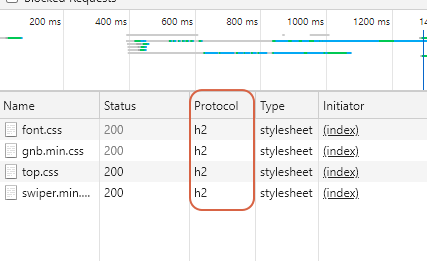 Blocked Requests
200 ms 400 ms 600 ms 800 ms 1000 ms 1200 ms 14
Name Status Protocol Type Initiator
font.css 200 h2 stylesheet (index)
gnb.min.css 200 h2 stylesheet (index)
top.css 200 h2 stylesheet (index)
swiper.min.... 200 h2 stylesheet (index)